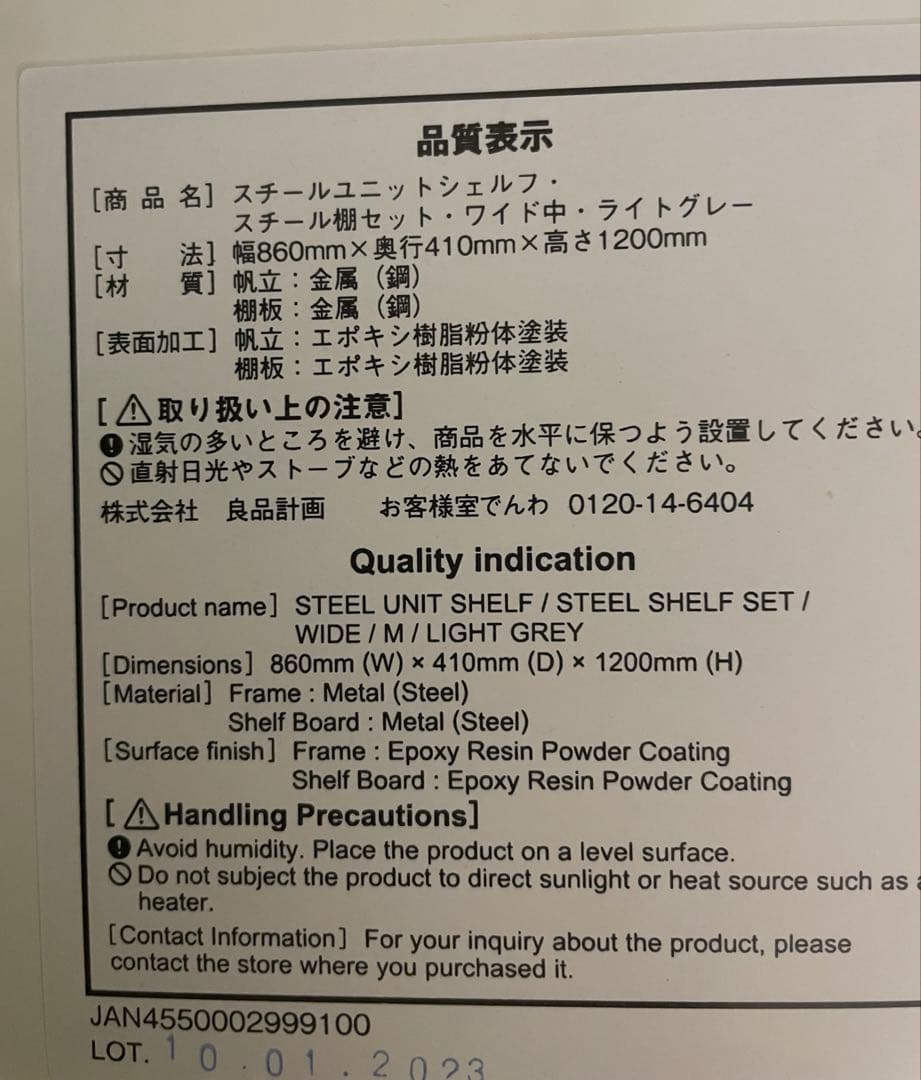 品質表示
[商品名] スチールユニットシェルフ・
スチール棚セット・ワイド中・ライトグレー
[寸 法] 幅860mm×奥行410mm×高さ1200mm
[材 質] 帆立：金属（鋼）
棚板：金属（鋼）
[表面加工] 帆立：エポキシ樹脂粉体塗装
棚板：エポキシ樹脂粉体塗装
[⚠取り扱い上の注意]
湿気の多いところを避け、商品を水平に保つよう設置してください。
直射日光やストーブなどの熱をあてないでください。
株式会社 良品計画 お客様室でんわ 0120-14-6404
Quality indication
[Product name] STEEL UNIT SHELF / STEEL SHELF SET /
WIDE / M / LIGHT GREY
[Dimensions] 860mm (W) × 410mm (D) × 1200mm (H)
[Material] Frame : Metal (Steel)
Shelf Board : Metal (Steel)
[Surface finish] Frame : Epoxy Resin Powder Coating
Shelf Board : Epoxy Resin Powder Coating
[⚠Handling Precautions]
Avoid humidity. Place the product on a level surface.
Do not subject the product to direct sunlight or heat source such as a
heater.
[Contact Information] For your inquiry about the product, please
contact the store where you purchased it.
JAN4550002999100
LOT. 10.01.2023